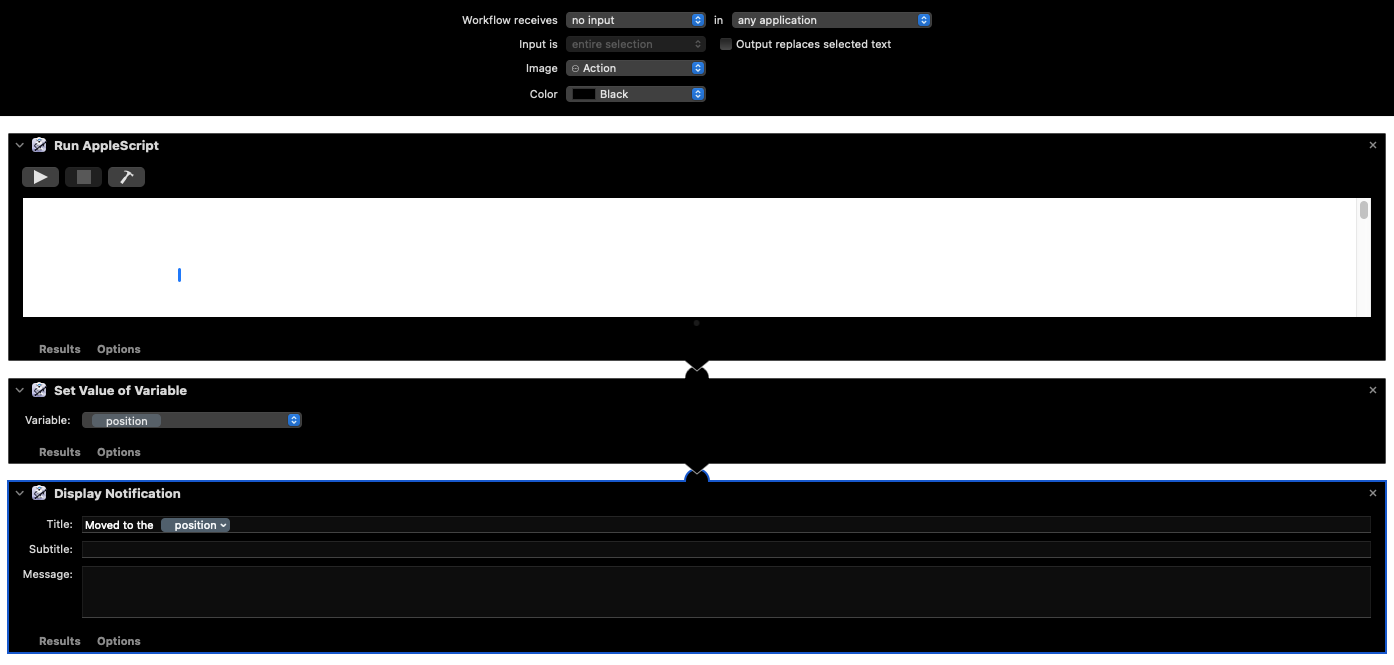 Workflow receives no input in any application
Input is entire selection Output replaces selected text
Image Action
Color Black
Run AppleScript
Results Options
Set Value of Variable
Variable: position
Results Options
Display Notification
Title: Moved to the position
Subtitle:
Message:
Results Options